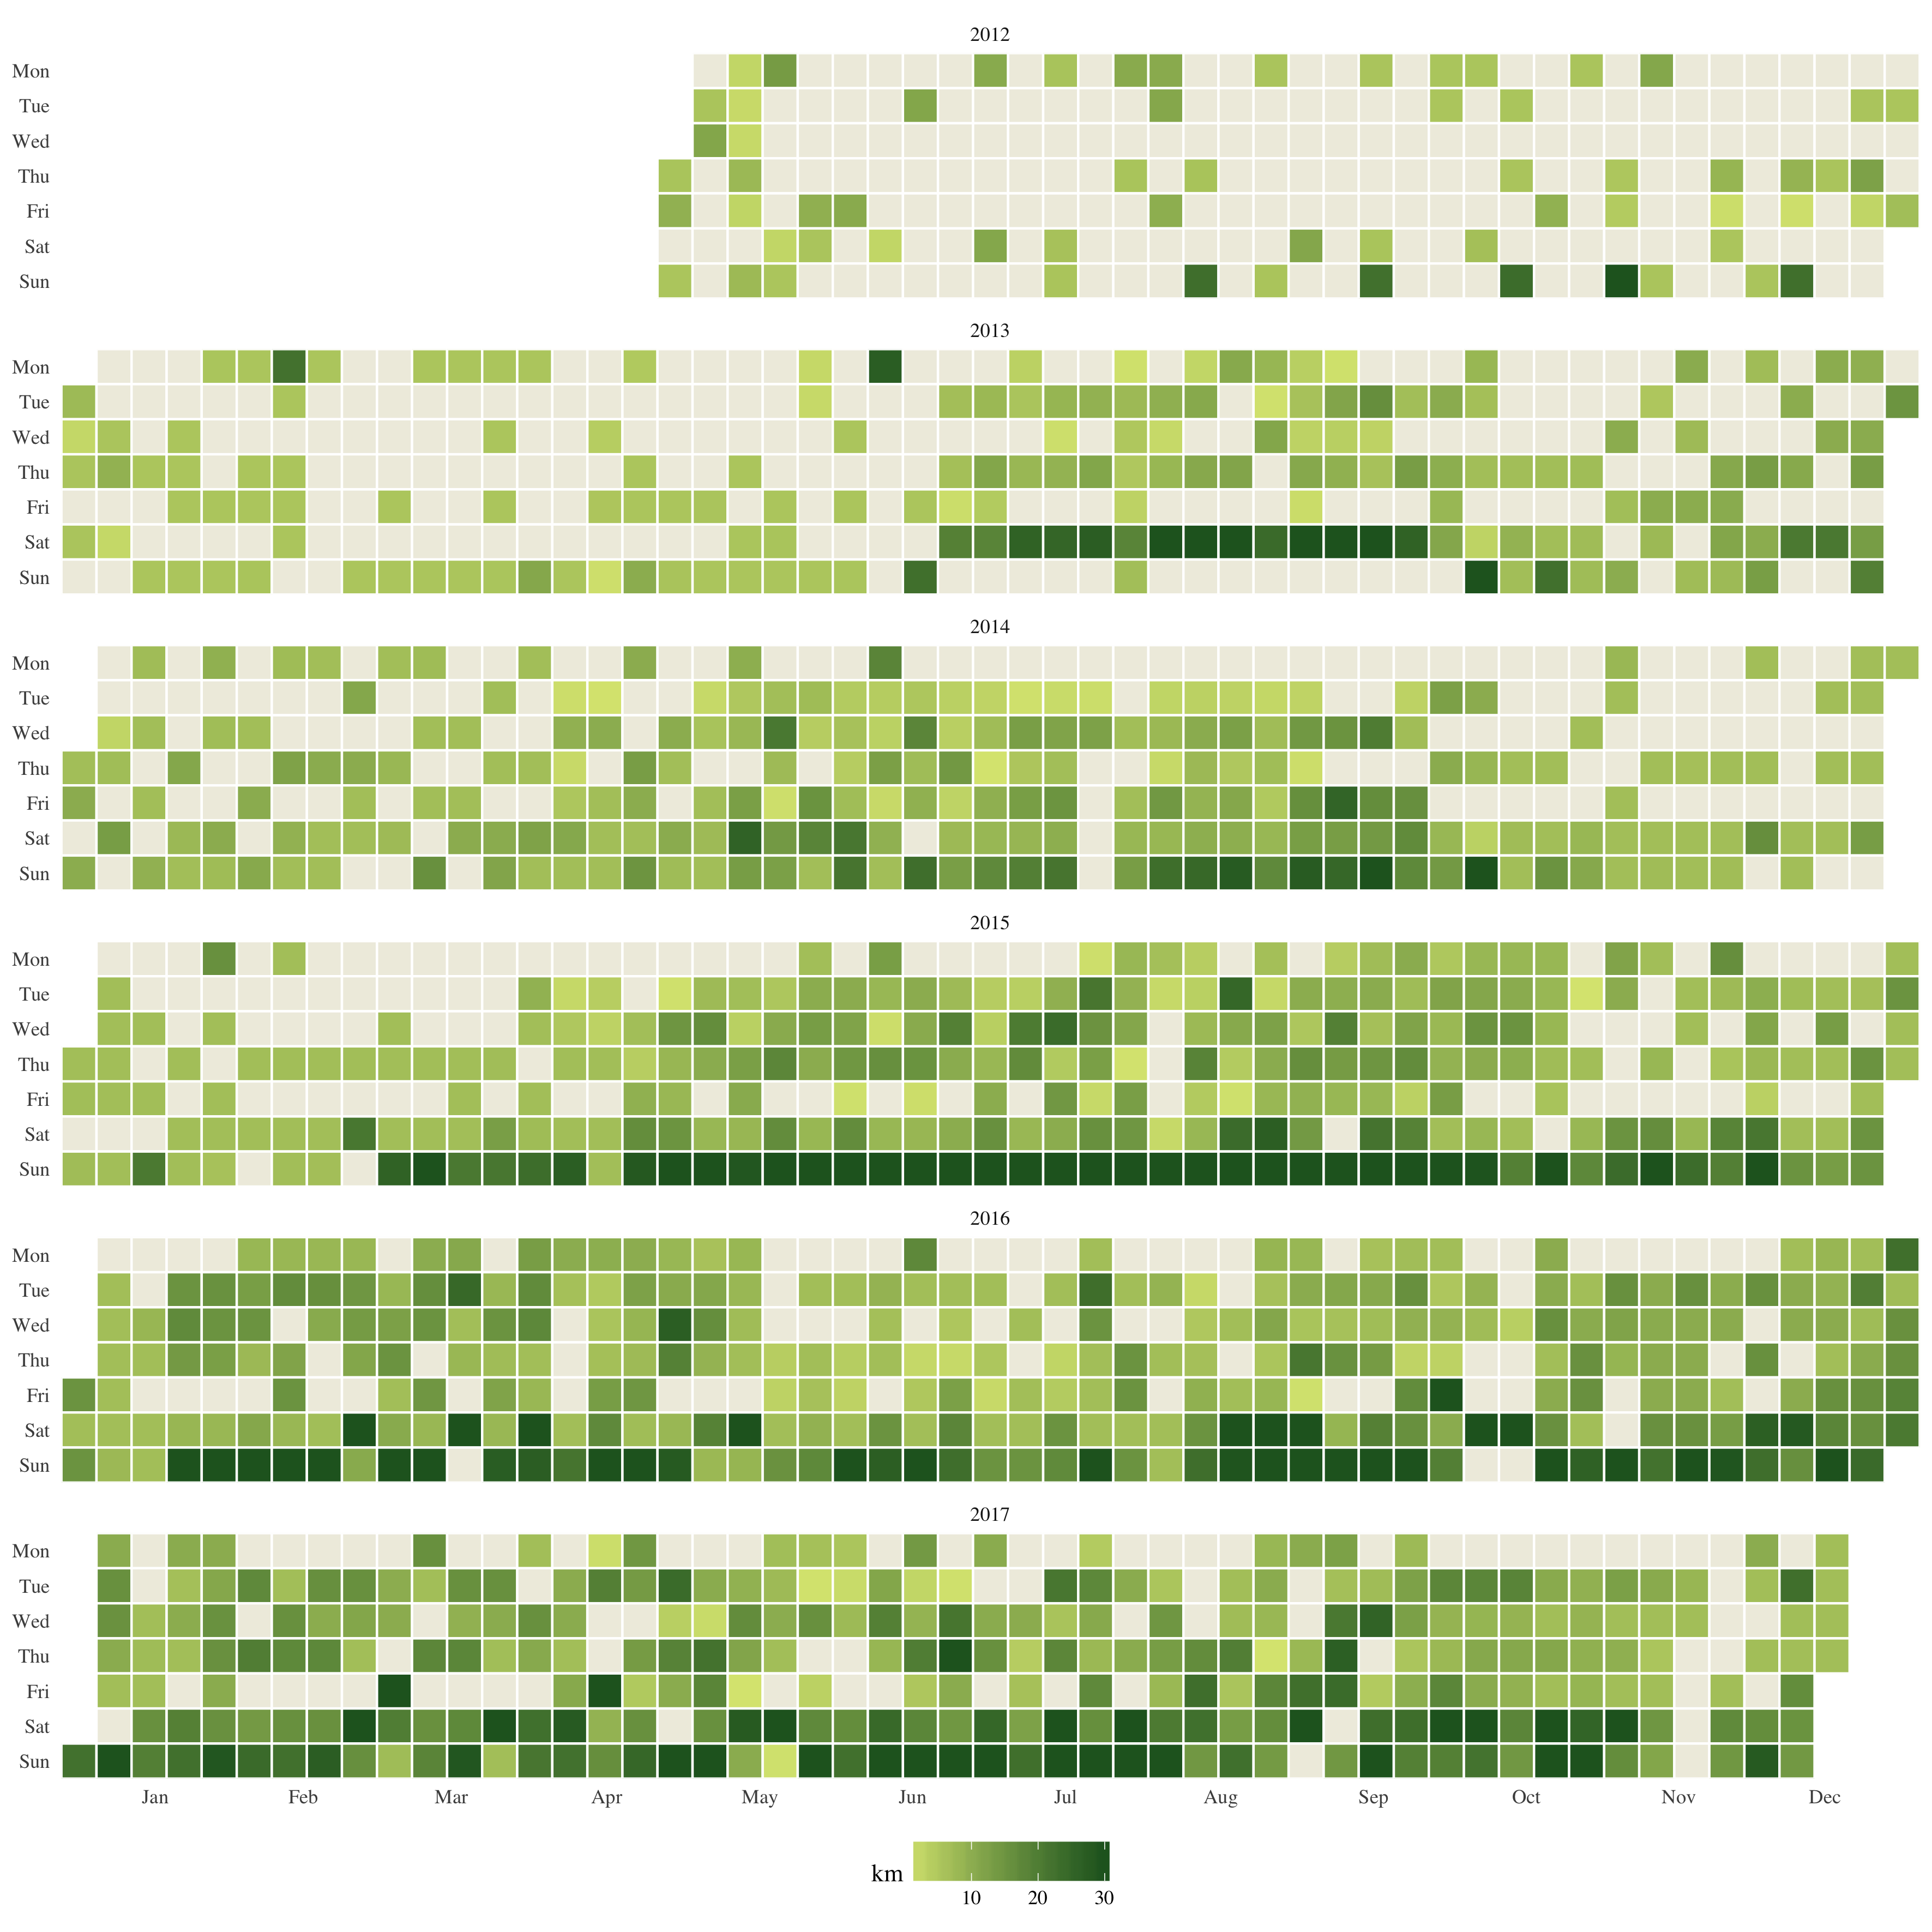 2012
Mon
Tue
Wed
Thu
Fri
Sat
Sun
2013
Mon
Tue
Wed
Thu
Fri
Sat
Sun
2014
Mon
Tue
Wed
Thu
Fri
Sat
Sun
2015
Mon
Tue
Wed
Thu
Fri
Sat
Sun
2016
Mon
Tue
Wed
Thu
Fri
Sat
Sun
2017
Mon
Tue
Wed
Thu
Fri
Sat
Sun
Jan Feb Mar Apr May Jun Jul Aug Sep Oct Nov Dec
km
10 20 30